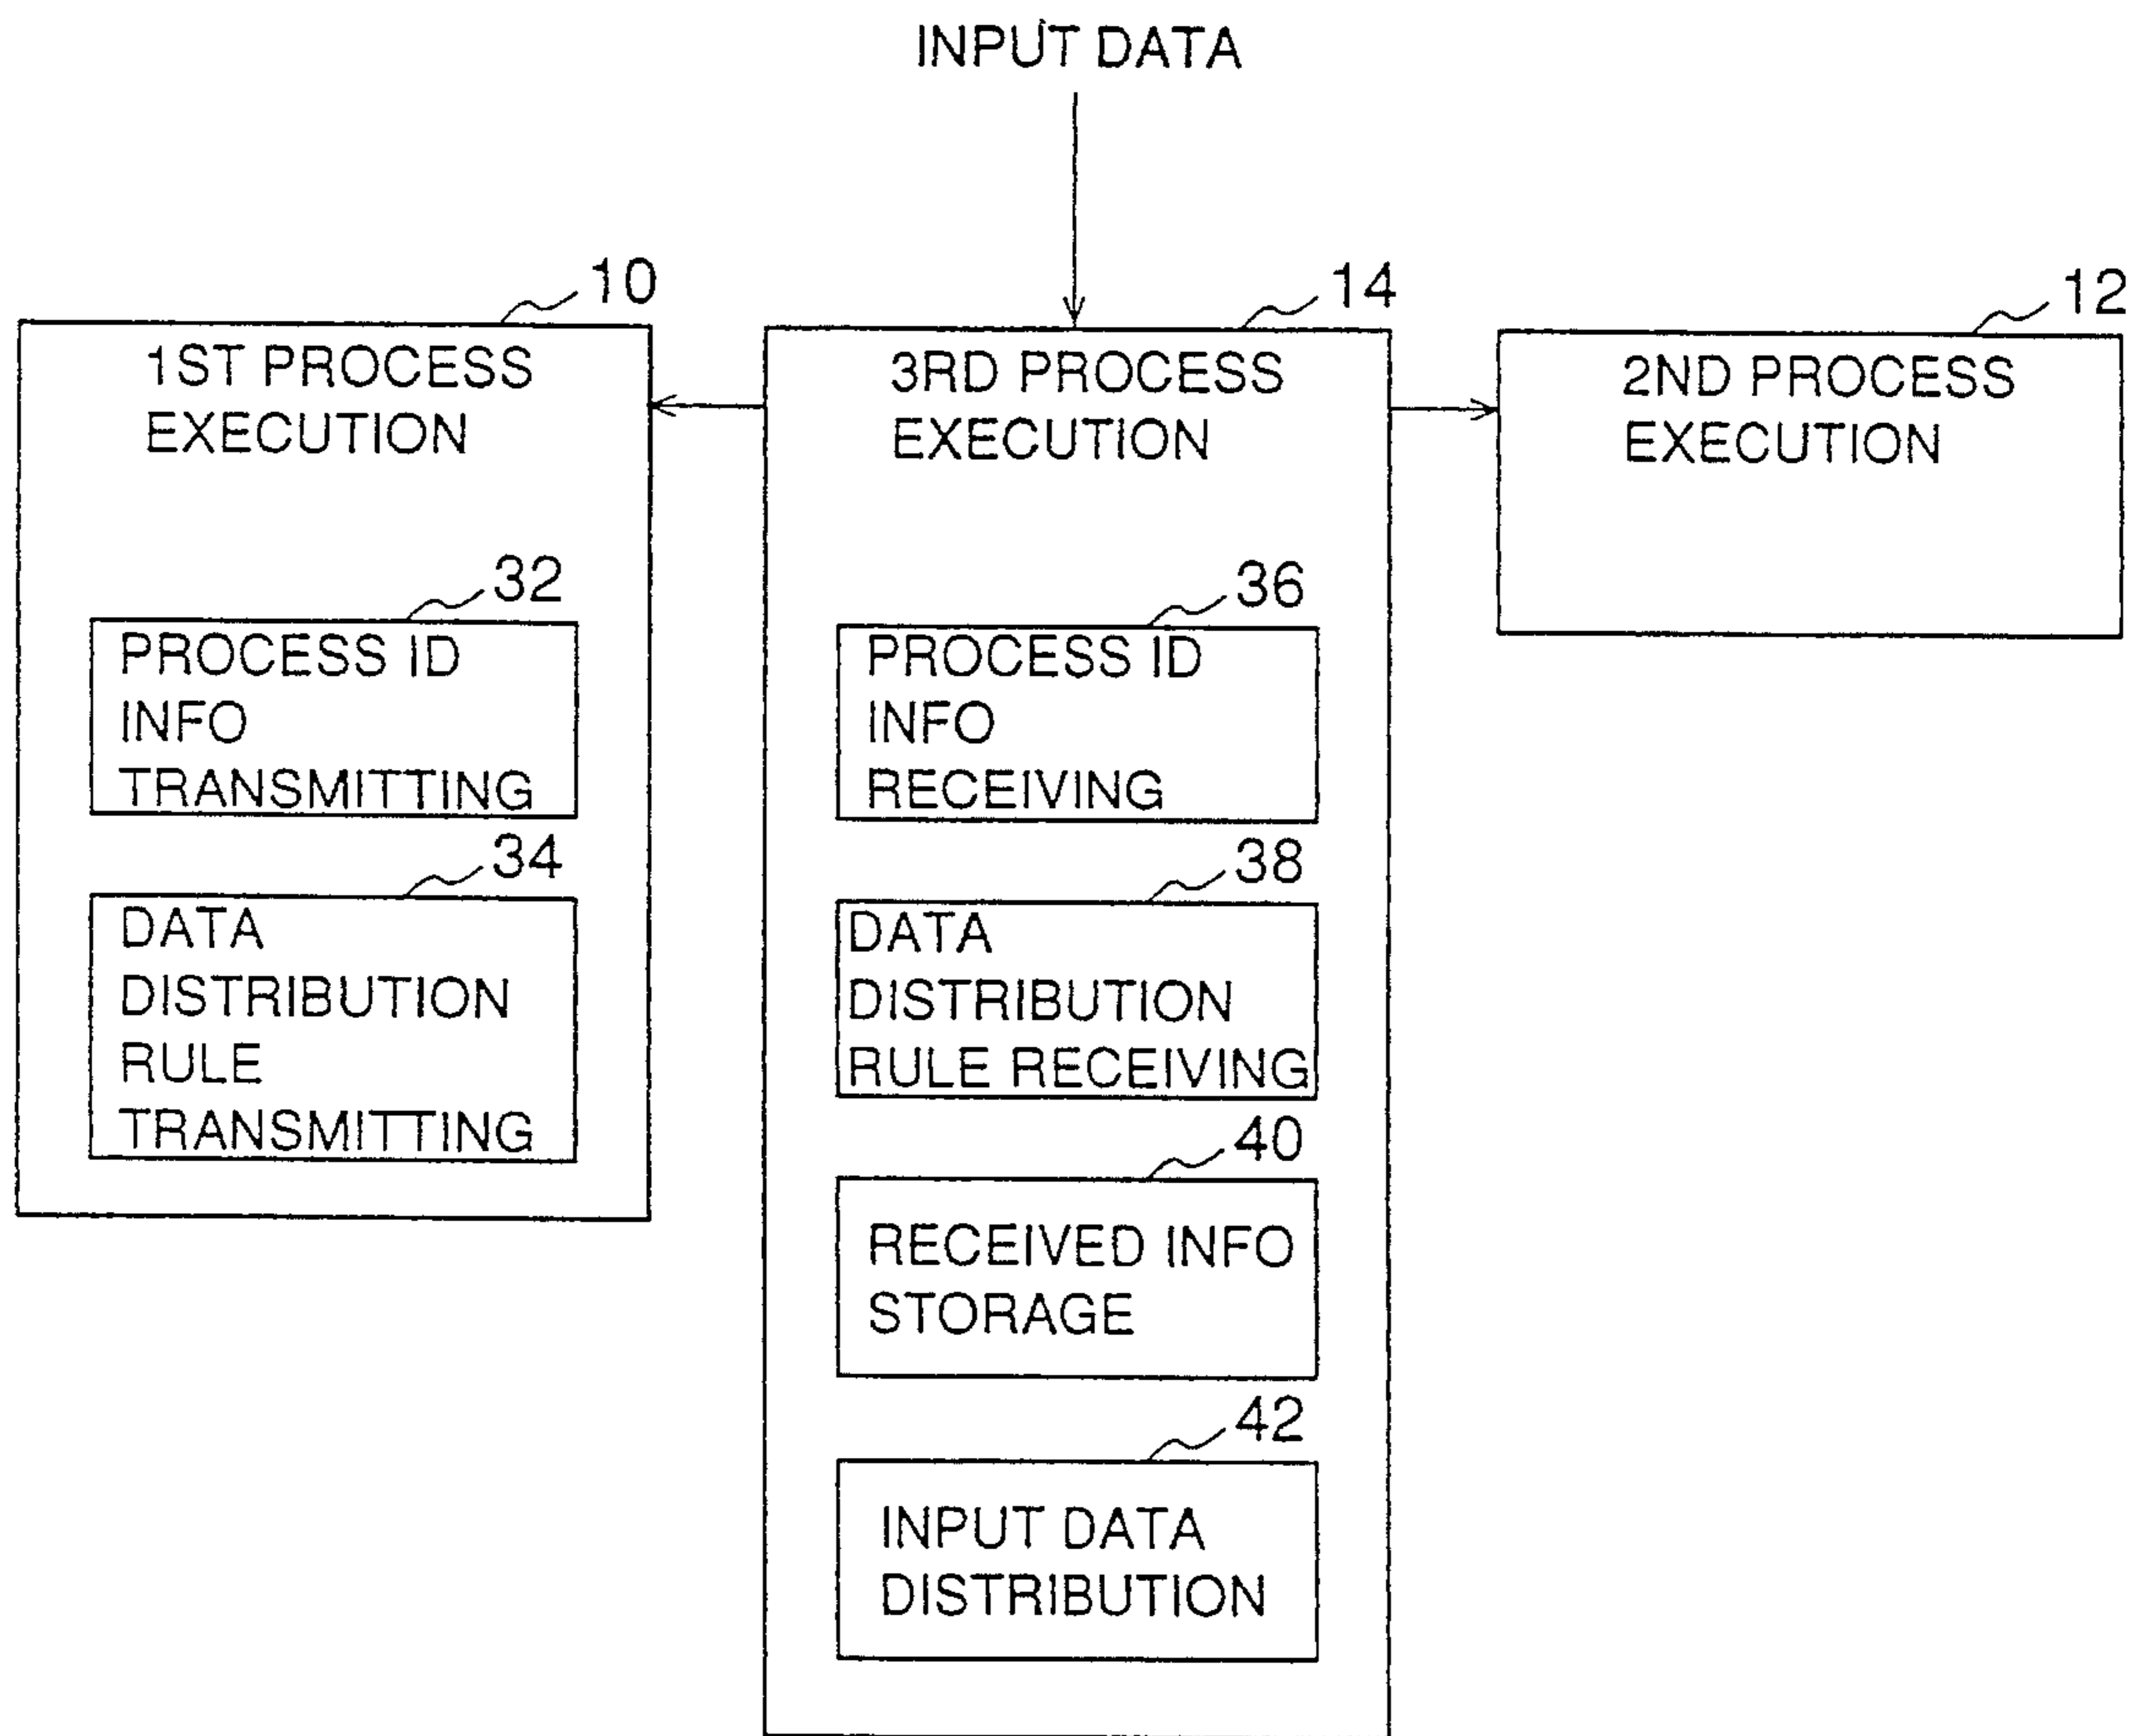 INPUT DATA
10
1ST PROCESS
EXECUTION
32
PROCESS ID
INFO
TRANSMITTING
34
DATA
DISTRIBUTION
RULE
TRANSMITTING
14
3RD PROCESS
EXECUTION
36
PROCESS ID
INFO
RECEIVING
38
DATA
DISTRIBUTION
RULE RECEIVING
40
RECEIVED INFO
STORAGE
42
INPUT DATA
DISTRIBUTION
12
2ND PROCESS
EXECUTION